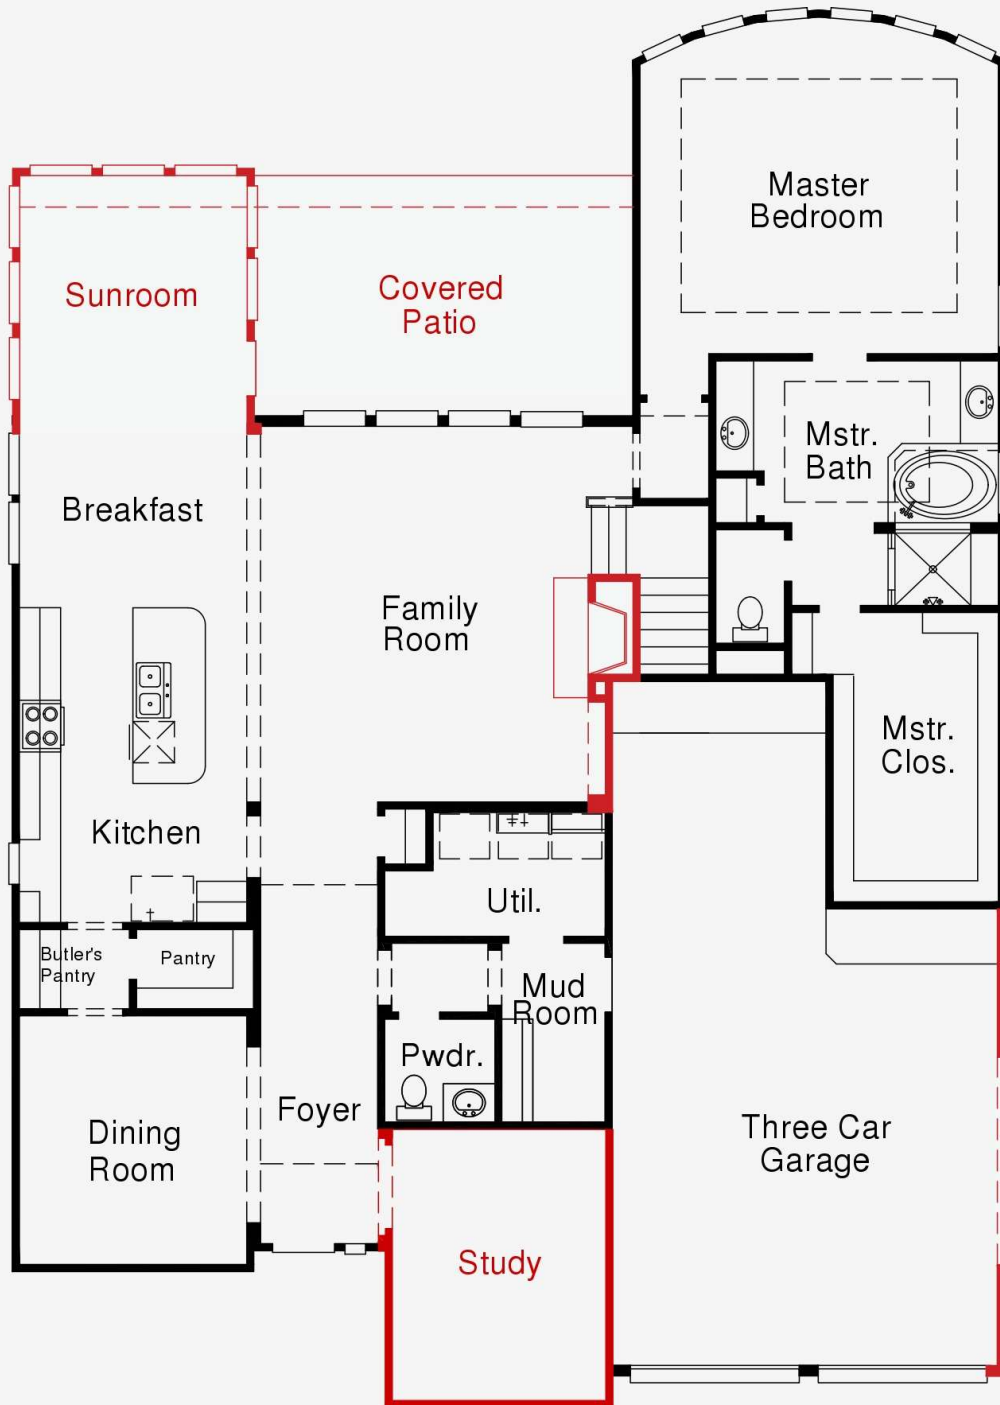 Master
Bedroom
Sunroom
Covered
Patio
Mstr.
Bath
Breakfast
Family
Room
Mstr.
Clos.
Kitchen
Util.
Butler's
Pantry
Pantry
Mud
Room
Pwdr.
Foyer
Dining
Room
Three Car
Garage
Study